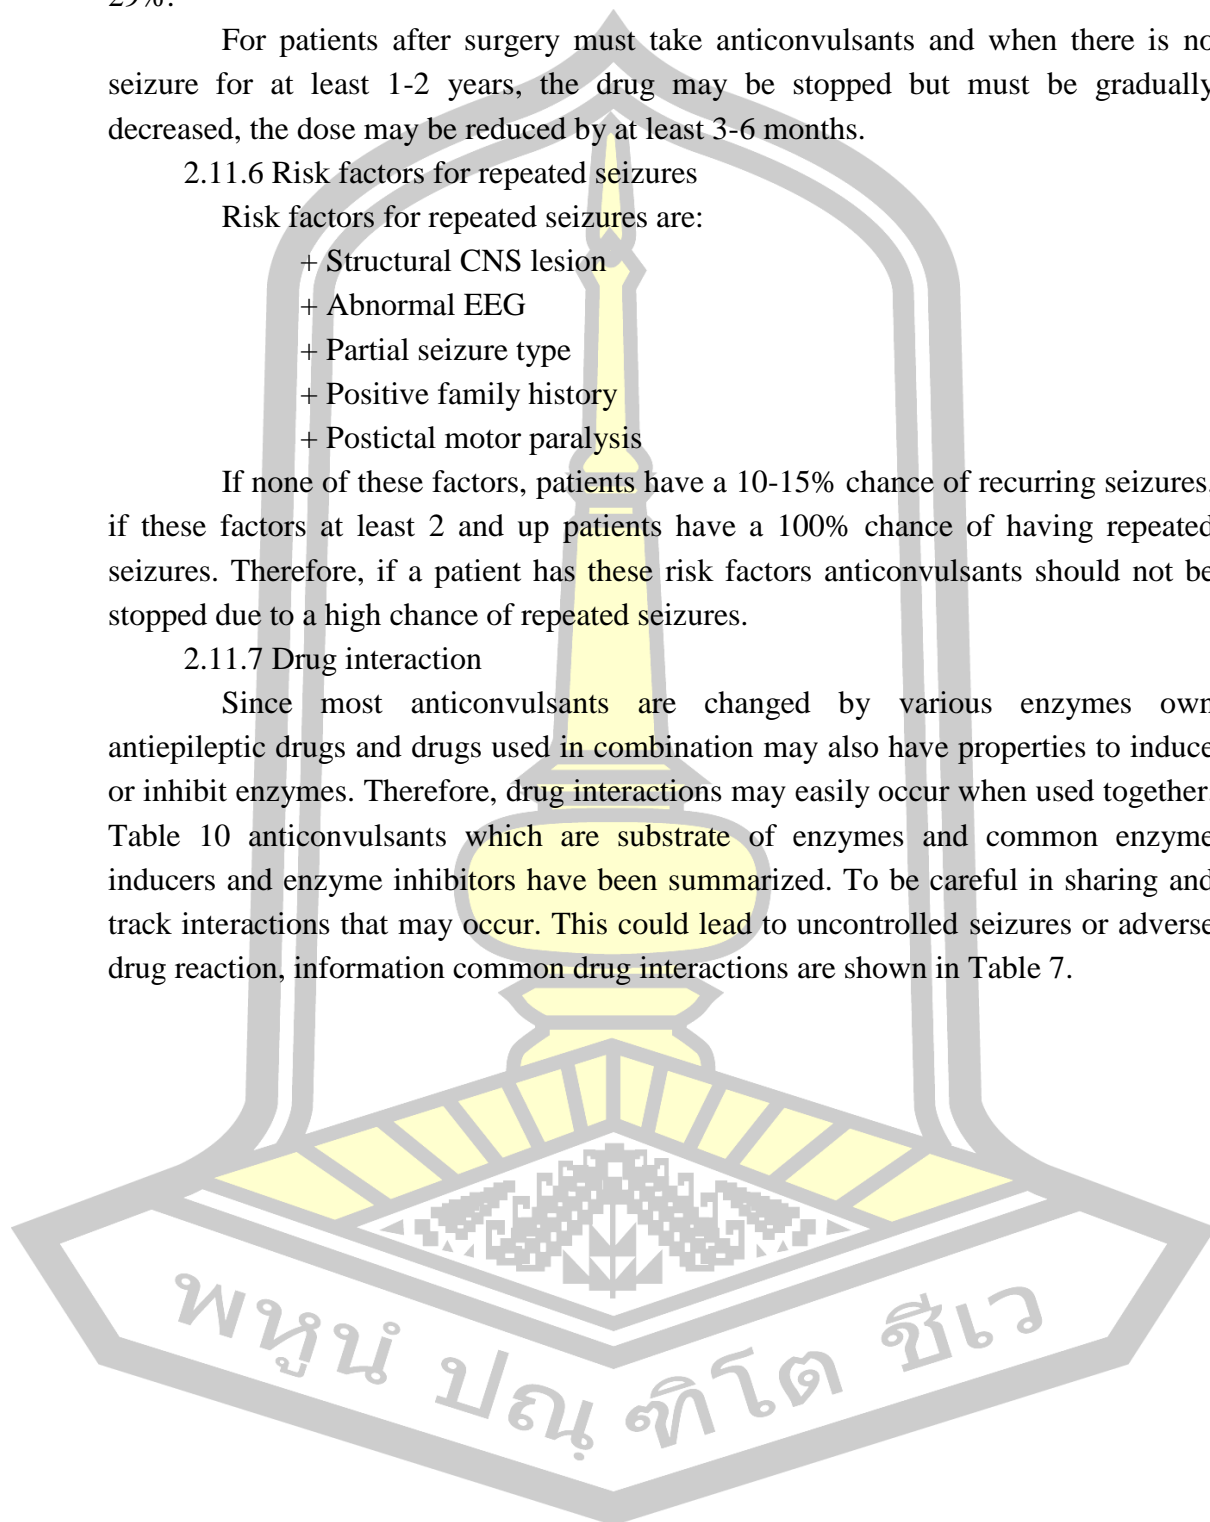 29%.
For patients after surgery must take anticonvulsants and when there is no
seizure for at least 1-2 years, the drug may be stopped but must be gradually
decreased, the dose may be reduced by at least 3-6 months.
2.11.6 Risk factors for repeated seizures
Risk factors for repeated seizures are:
+ Structural CNS lesion
+ Abnormal EEG
+ Partial seizure type
+ Positive family history
+ Postictal motor paralysis
If none of these factors, patients have a 10-15% chance of recurring seizures.
if these factors at least 2 and up patients have a 100% chance of having repeated
seizures. Therefore, if a patient has these risk factors anticonvulsants should not be
stopped due to a high chance of repeated seizures.
2.11.7 Drug interaction
Since most anticonvulsants are changed by various enzymes own
antiepileptic drugs and drugs used in combination may also have properties to induce
or inhibit enzymes. Therefore, drug interactions may easily occur when used together.
Table 10 anticonvulsants which are substrate of enzymes and common enzyme
inducers and enzyme inhibitors have been summarized. To be careful in sharing and
track interactions that may occur. This could lead to uncontrolled seizures or adverse
drug reaction, information common drug interactions are shown in Table 7.
พหูนํ ปณฺฑิโต ชีเว